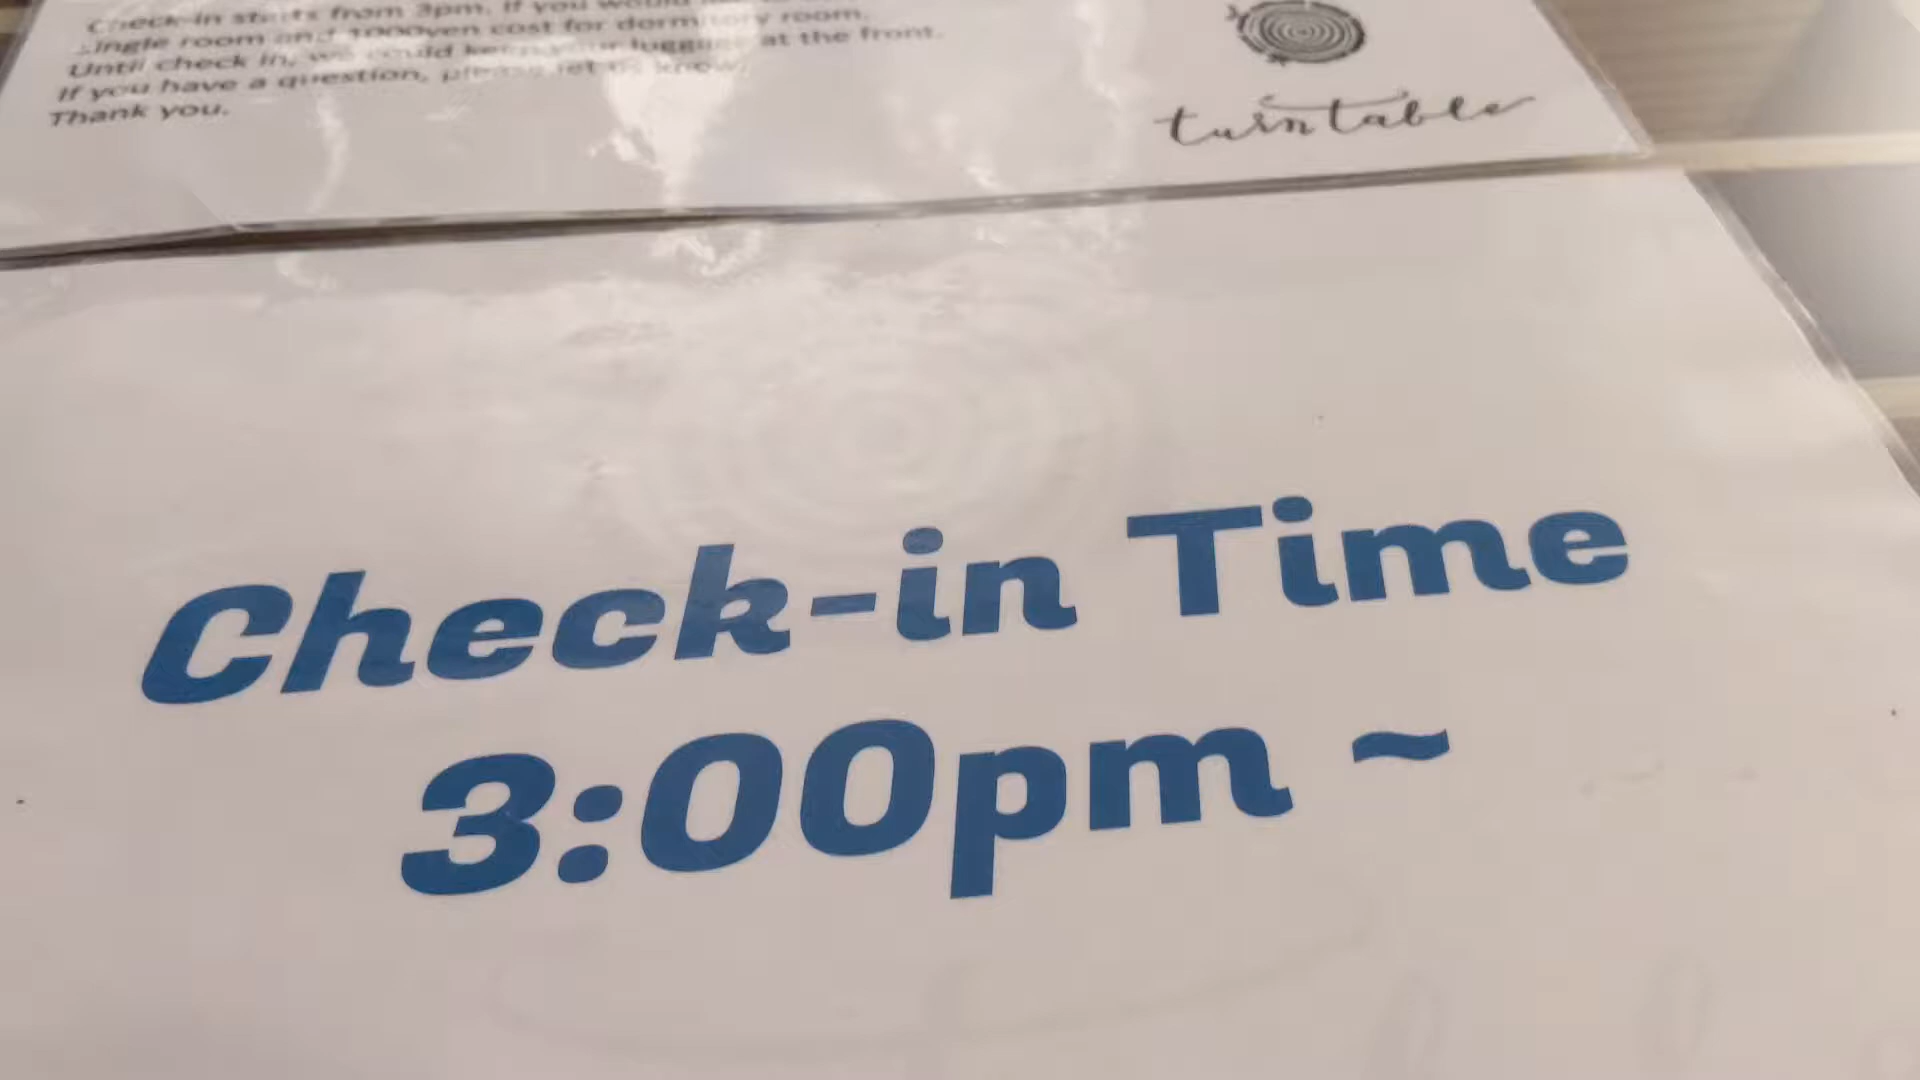 Check-in starts from 3pm. If you would
single room and 1000yen cost for dormitory room.
Until check in, we could keep your luggage at the front.
If you have a question, please let us know.
Thank you.
turntable
Check-in Time
3:00pm ~